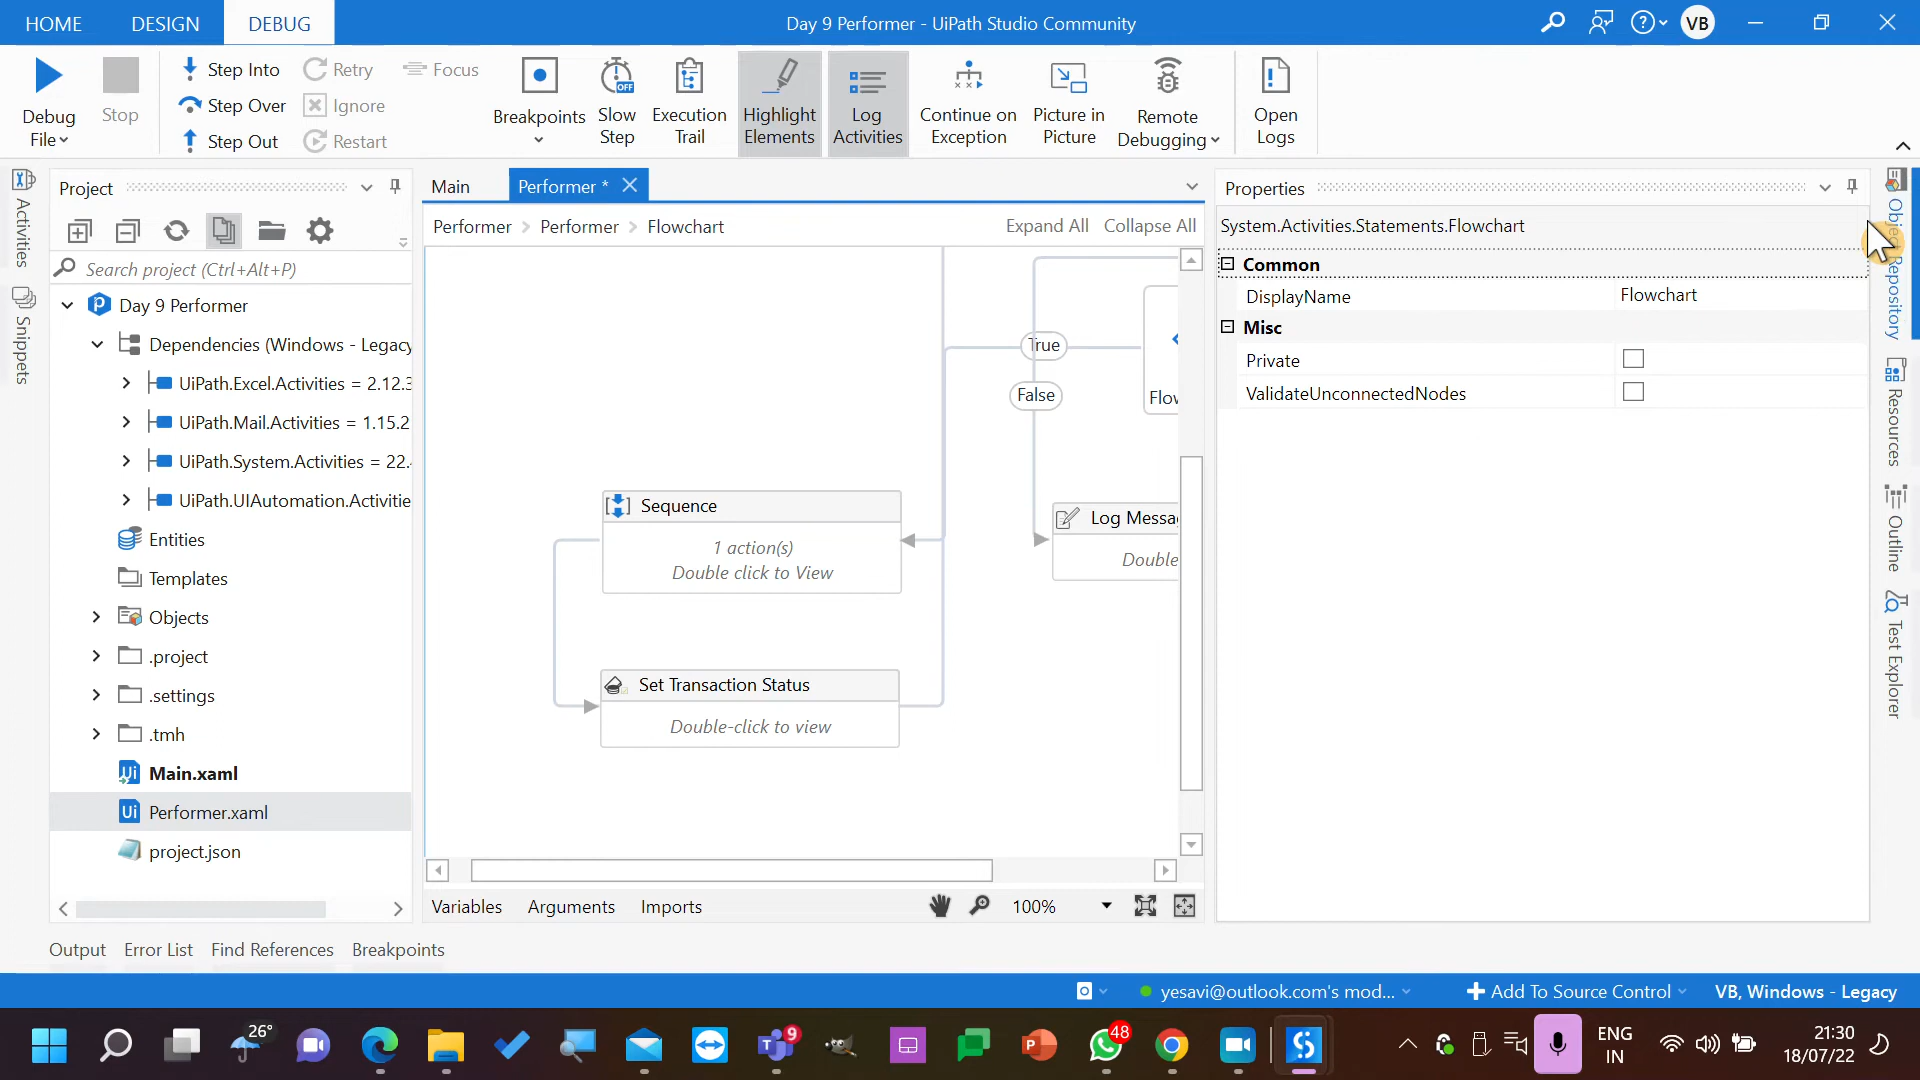 HOME DESIGN DEBUG Day 9 Performer - UiPath Studio Community VB
Debug File Stop Step Into Step Over Step Out Retry Ignore Restart Focus Breakpoints Slow Step Execution Trail Highlight Elements Log Activities Continue on Exception Picture in Picture Remote Debugging Open Logs
OFF
Activities
Snippets
Project
Search project (Ctrl+Alt+P)
Day 9 Performer
Dependencies (Windows - Legacy
UiPath.Excel.Activities = 2.12.3
UiPath.Mail.Activities = 1.15.2
UiPath.System.Activities = 22.
UiPath.UIAutomation.Activitie
Entities
Templates
Objects
.project
.settings
.tmh
Main.xaml
Performer.xaml
project.json
Main Performer *
Performer > Performer > Flowchart Expand All Collapse All
True
False
Flow
Sequence
1 action(s)
Double click to View
Log Messa
Double
Set Transaction Status
Double-click to view
Variables Arguments Imports 100%
Properties
System.Activities.Statements.Flowchart
Common
DisplayName Flowchart
Misc
Private
ValidateUnconnectedNodes
Object Repository
Resources
Outline
Test Explorer
Output Error List Find References Breakpoints
yesavi@outlook.com's mod... Add To Source Control VB, Windows - Legacy
26° 9 48 ENG IN 21:30 18/07/22